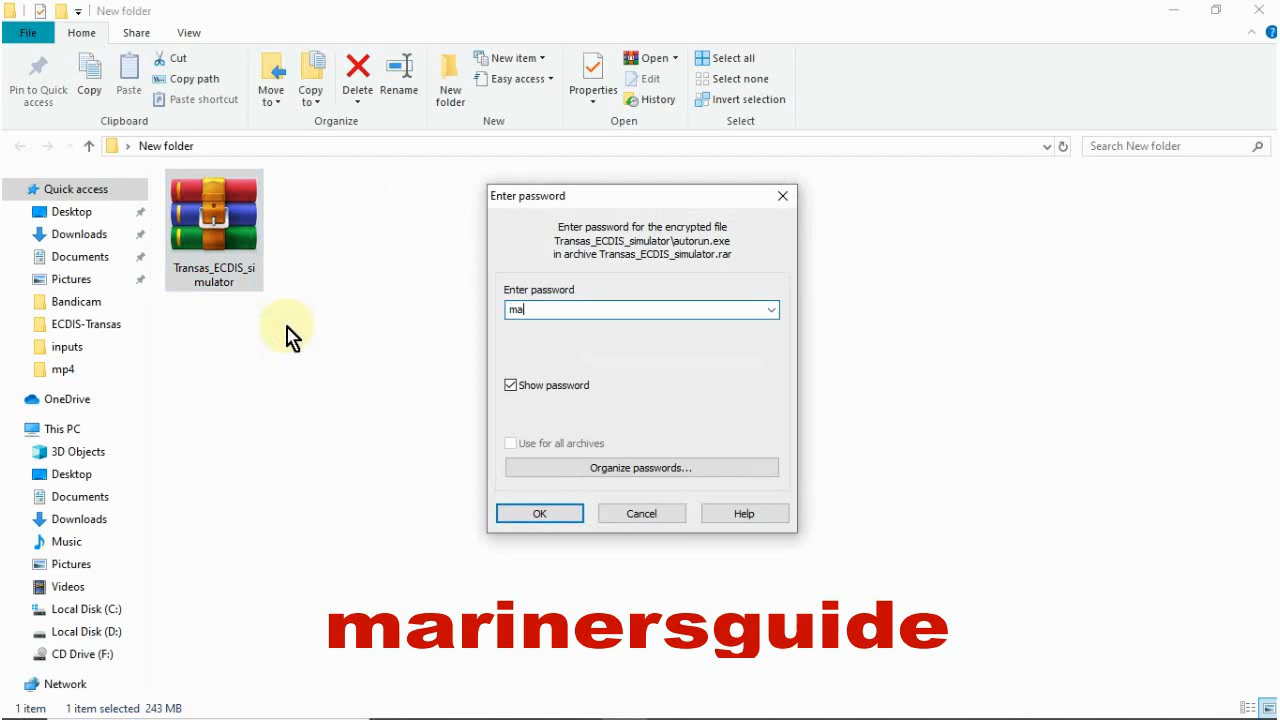 New folder
File Home Share View
Pin to Quick access
Copy
Paste
Cut
Copy path
Paste shortcut
Clipboard
Move to
Copy to
Delete
Rename
Organize
New folder
New item
Easy access
New
Properties
Open
Edit
History
Open
Select all
Select none
Invert selection
Select
New folder
Search New folder
Quick access
Desktop
Downloads
Documents
Pictures
Bandicam
ECDIS-Transas
inputs
mp4
OneDrive
This PC
3D Objects
Desktop
Documents
Downloads
Music
Pictures
Videos
Local Disk (C:)
Local Disk (D:)
CD Drive (F:)
Network
Transas_ECDIS_si
mulator
Enter password
Enter password for the encrypted file
Transas_ECDIS_simulator\autorun.exe
in archive Transas_ECDIS_simulator.rar
Enter password
ma
Show password
Use for all archives
Organize passwords...
OK Cancel Help
marinersguide
1 item 1 item selected 243 MB